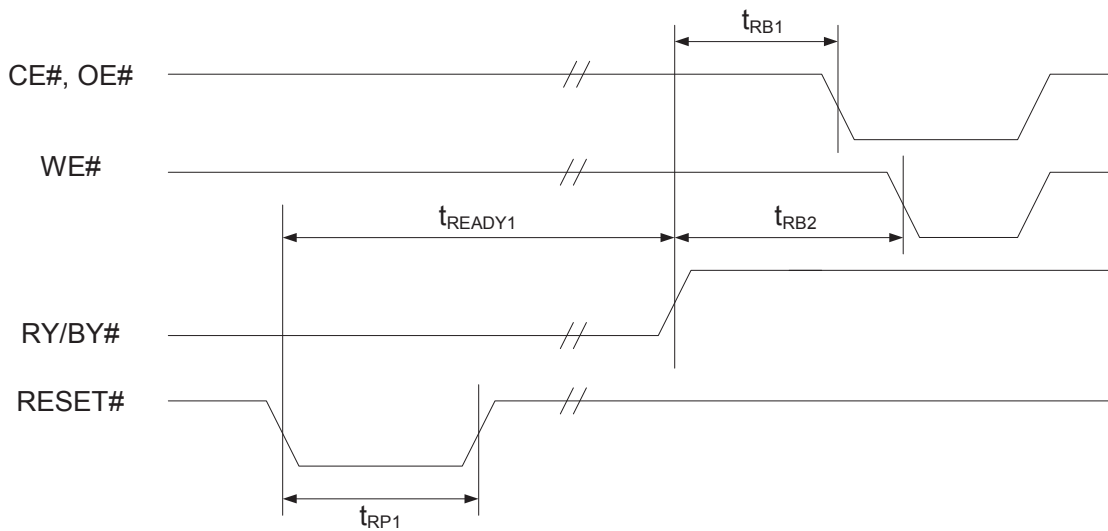 tRB1
CE#, OE#
WE#
tREADY1
tRB2
RY/BY#
RESET#
tRP1